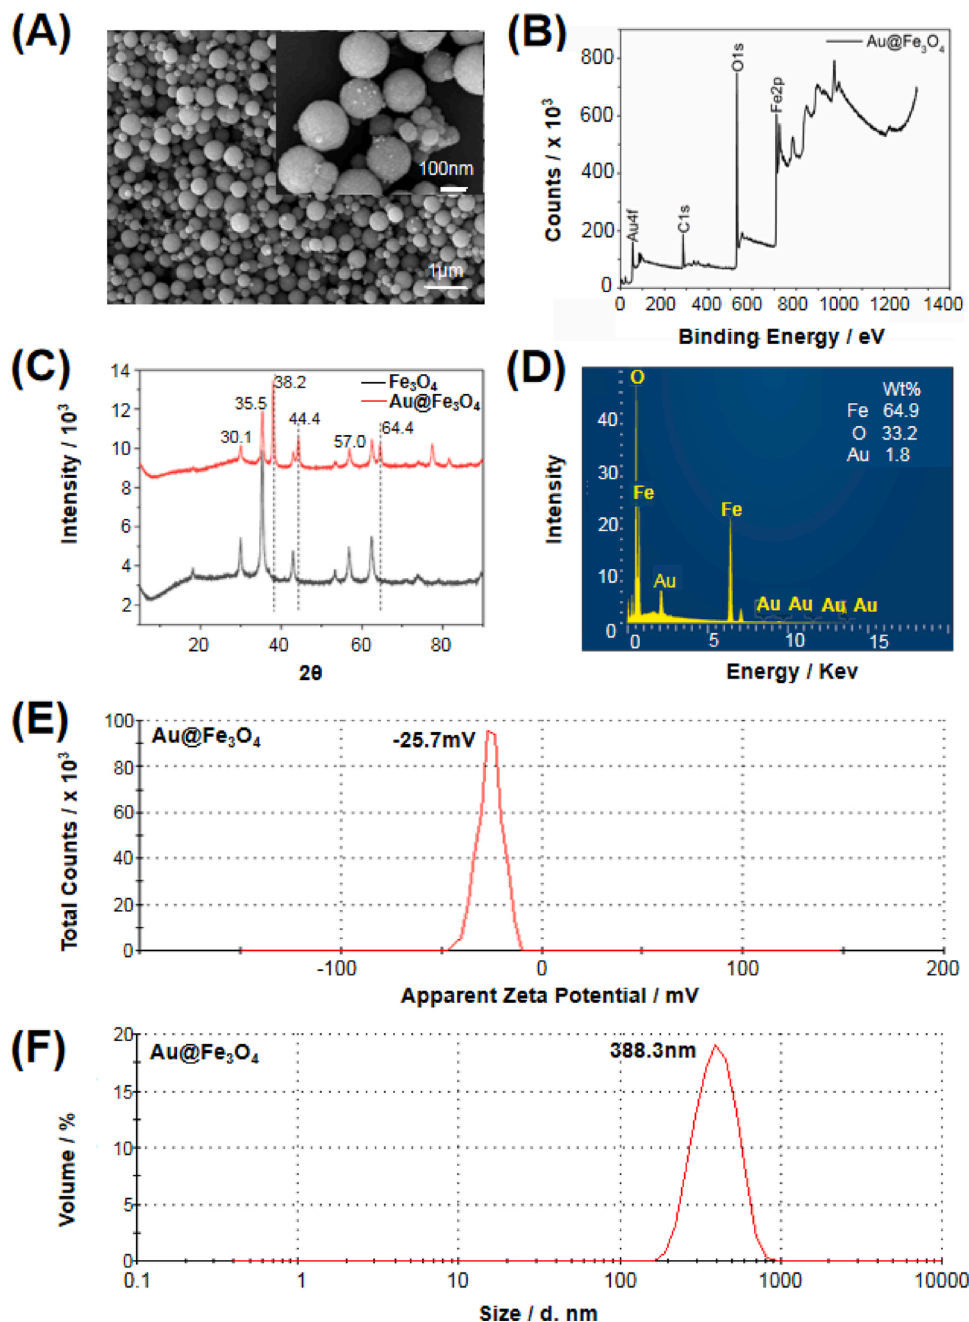 (A)
100nm
1μm
(B)
Au@Fe₃O₄
O1s
Fe2p
C1s
Au4f
800
600
400
200
0
0 200 400 600 800 1000 1200 1400
Counts / x 10³
Binding Energy / eV
(C)
Fe₃O₄
Au@Fe₃O₄
38.2
35.5
44.4
30.1
57.0
64.4
14
12
10
8
6
4
2
20 40 60 80
Intensity / 10³
2θ
(D)
O
Wt%
Fe 64.9
O 33.2
Au 1.8
Fe
Fe
Au
Au Au Au Au
40
30
20
10
0
0 5 10 15
Intensity
Energy / Kev
(E)
Au@Fe₃O₄
-25.7mV
100
80
60
40
20
0
-100 0 100 200
Total Counts / x 10³
Apparent Zeta Potential / mV
(F)
Au@Fe₃O₄
388.3nm
20
15
10
5
0
0.1 1 10 100 1000 10000
Volume / %
Size / d. nm